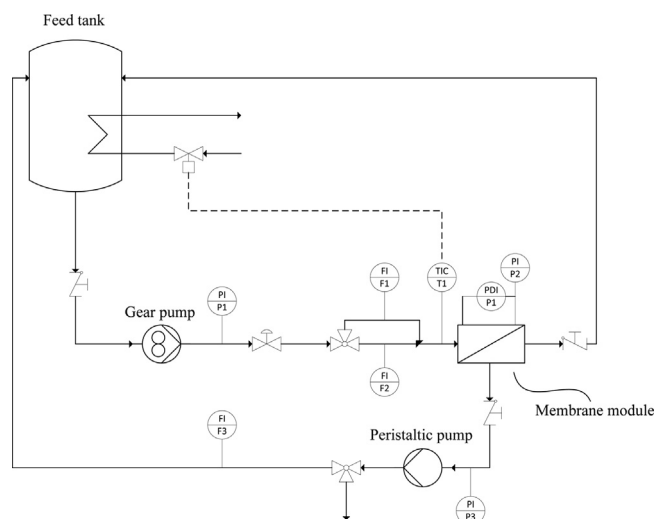 Feed tank
PI
P2
FI
F1
TIC
T1
PDI
P1
PI
P1
Gear pump
FI
F2
Membrane module
FI
F3
Peristaltic pump
PI
P3